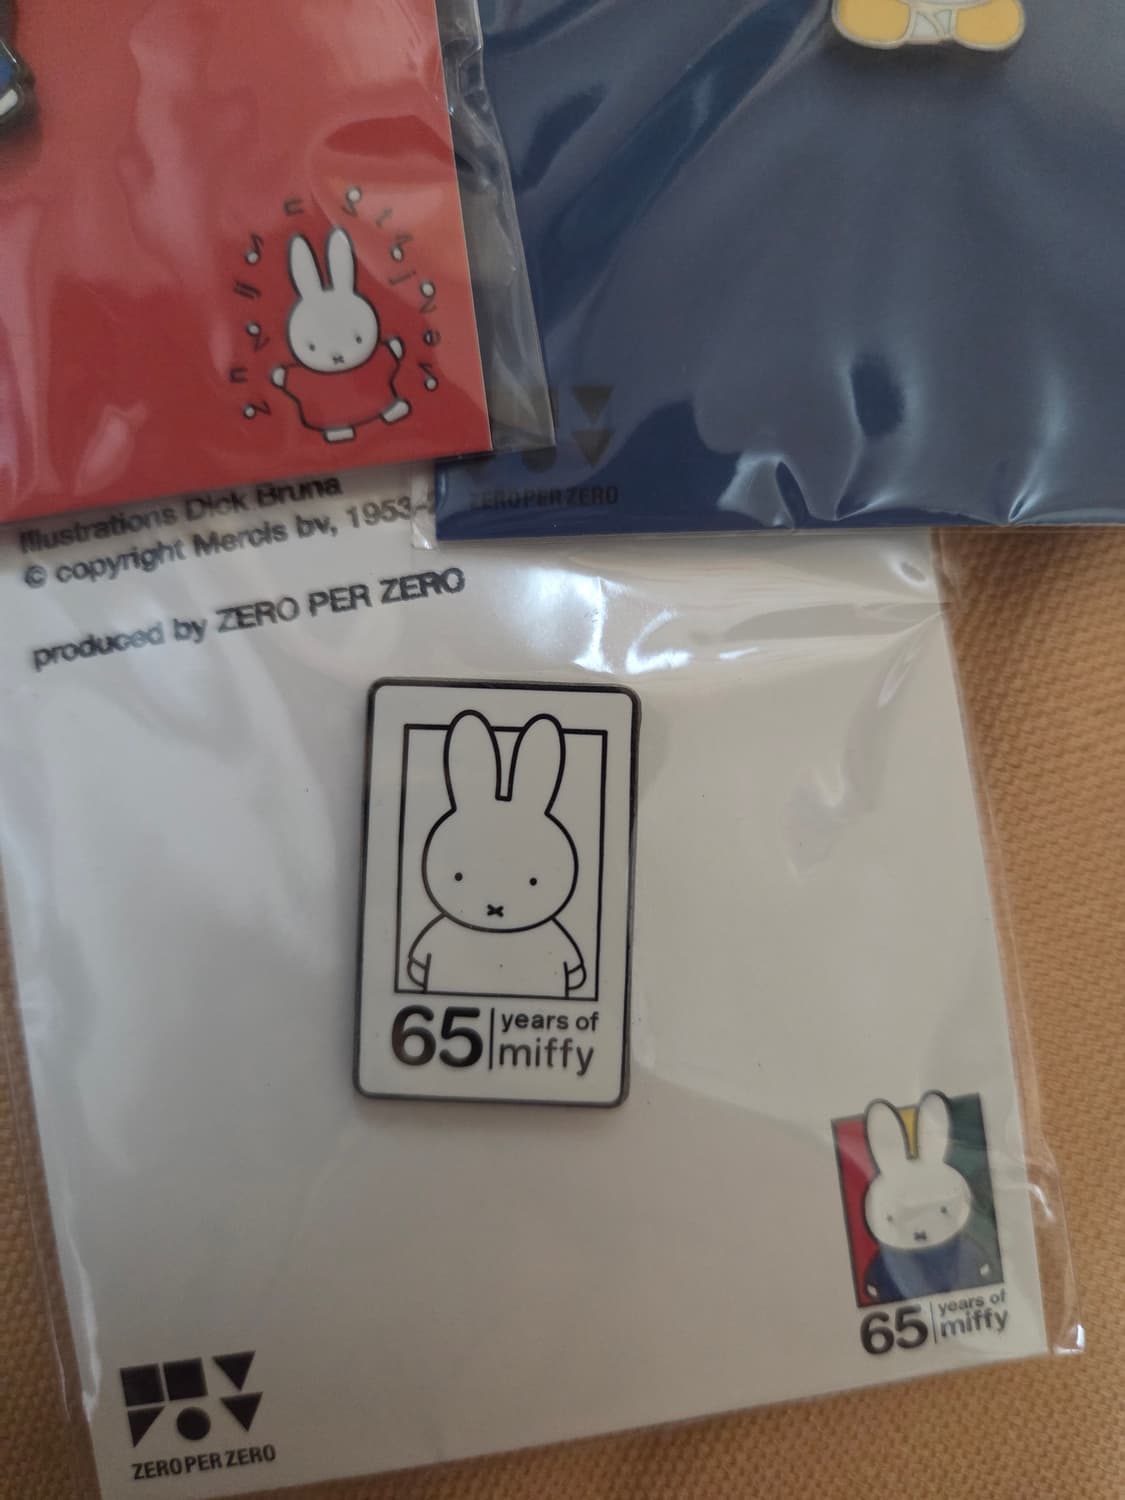 ZERO PER ZERO
Illustrations Dick Bruna
© copyright Mercis bv, 1953-
produced by ZERO PER ZERO
65 years of
miffy
65 years of
miffy
ZERO PER ZERO